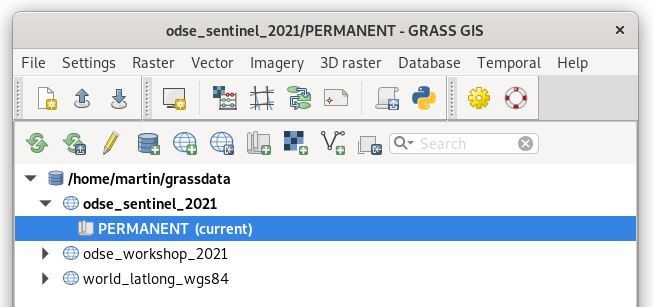 odse_sentinel_2021/PERMANENT - GRASS GIS
File Settings Raster Vector Imagery 3D raster Database Temporal Help
Search
/home/martin/grassdata
odse_sentinel_2021
PERMANENT (current)
odse_workshop_2021
world_latlong_wgs84